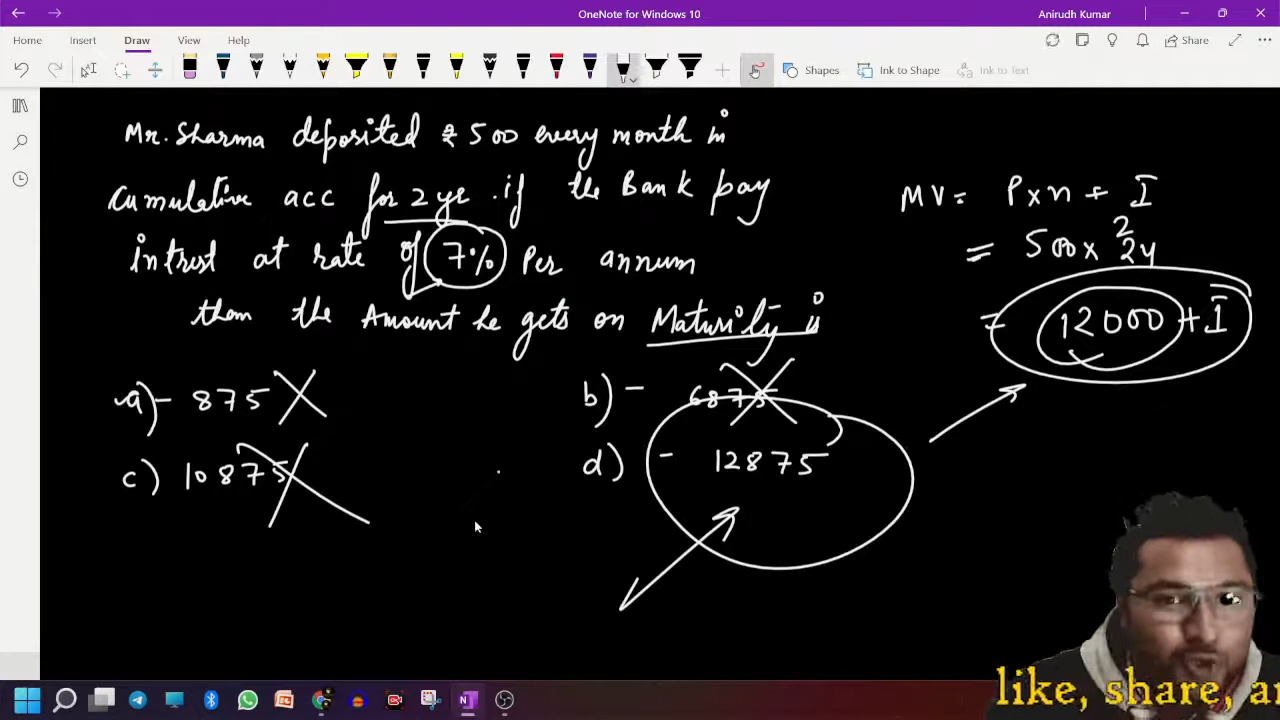 OneNote for Windows 10
Anirudh Kumar
Home Insert Draw View Help
Share
Shapes Ink to Shape Ink to Text
Mr. Sharma deposited ₹ 500 every month in
Cumulative acc for 2 ye . if the Bank pay
intrest at rate of 7% Per annum
then the Amount he gets on Maturity is
a) - 875
b) - 6875
c) 10875
d) - 12875
MV = P x n + I
= 500 x 24
2
= 12000 + I
like, share, a